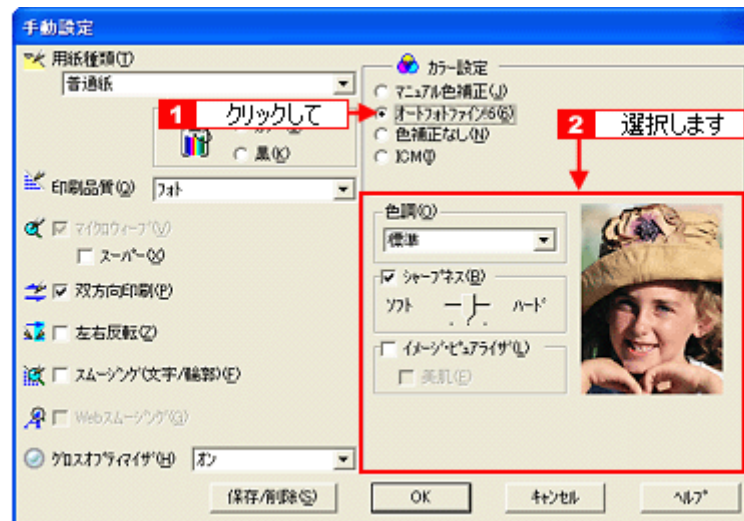 手動設定
用紙種類(T)
普通紙
1 クリックして
黒(K)
印刷品質(Q) フォト
マイクロウィーブ(V)
スーパー(X)
双方向印刷(P)
左右反転(Z)
スムージング(文字/輪郭)(F)
Webスムージング(G)
グロスオプティマイザ(H) オン
カラー設定
マニュアル色補正(J)
オートフォトファイン!6(6)
色補正なし(N)
ICM(I)
2 選択します
色調(O)
標準
シャープネス(B)
ソフト ハード
イメージ・ピュアライザ(L)
美肌(E)
保存/削除(S) OK キャンセル ヘルプ